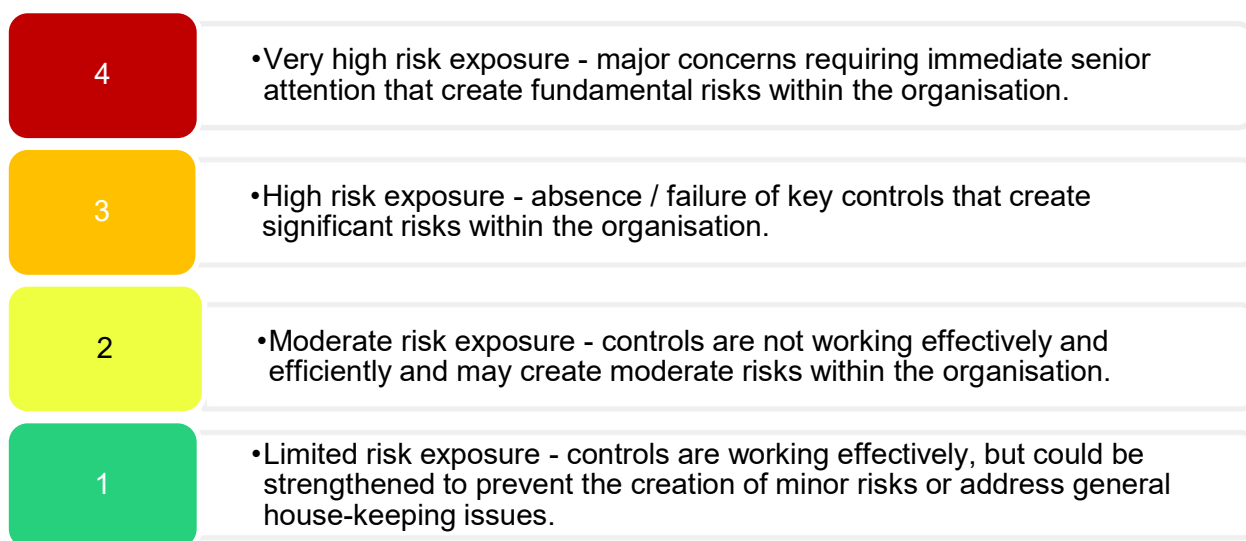 4
•Very high risk exposure - major concerns requiring immediate senior
attention that create fundamental risks within the organisation.
3
•High risk exposure - absence / failure of key controls that create
significant risks within the organisation.
2
•Moderate risk exposure - controls are not working effectively and
efficiently and may create moderate risks within the organisation.
1
•Limited risk exposure - controls are working effectively, but could be
strengthened to prevent the creation of minor risks or address general
house-keeping issues.